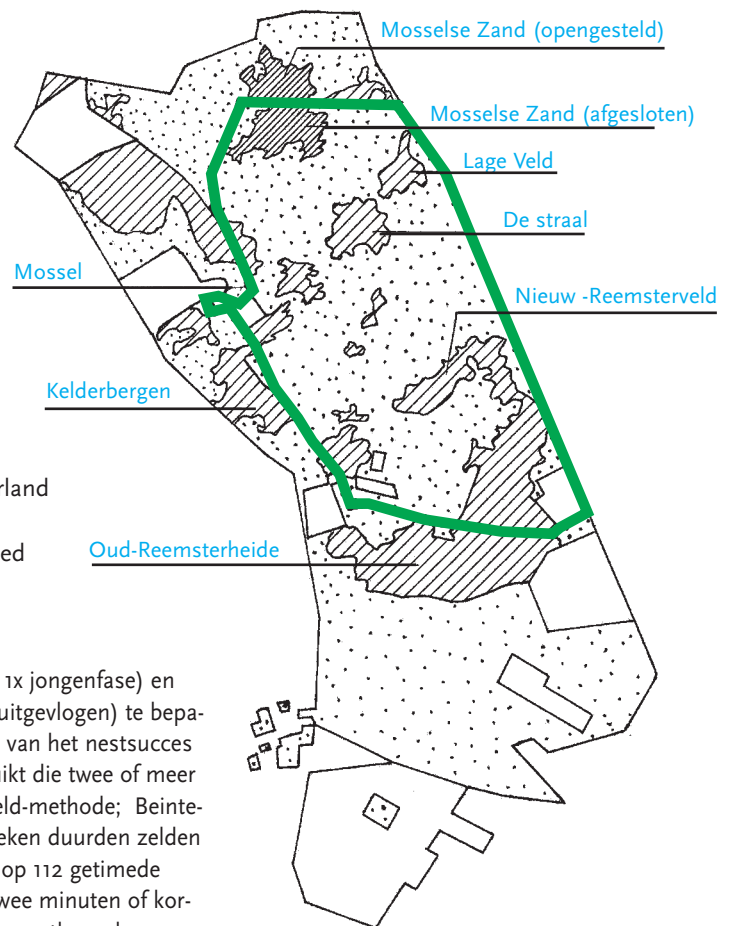 Mosselse Zand (opengesteld)
Mosselse Zand (afgesloten)
Lage Veld
De straal
Mossel
Nieuw -Reemsterveld
Kelderbergen
rland
Oud-Reemsterheide
ed
1x jongenfase) en
uitgevlogen) te bepa-
van het nestsucces
uikt die twee of meer
eld-methode; Beinte-
eken duurden zelden
op 112 getimede
wee minuten of kor-